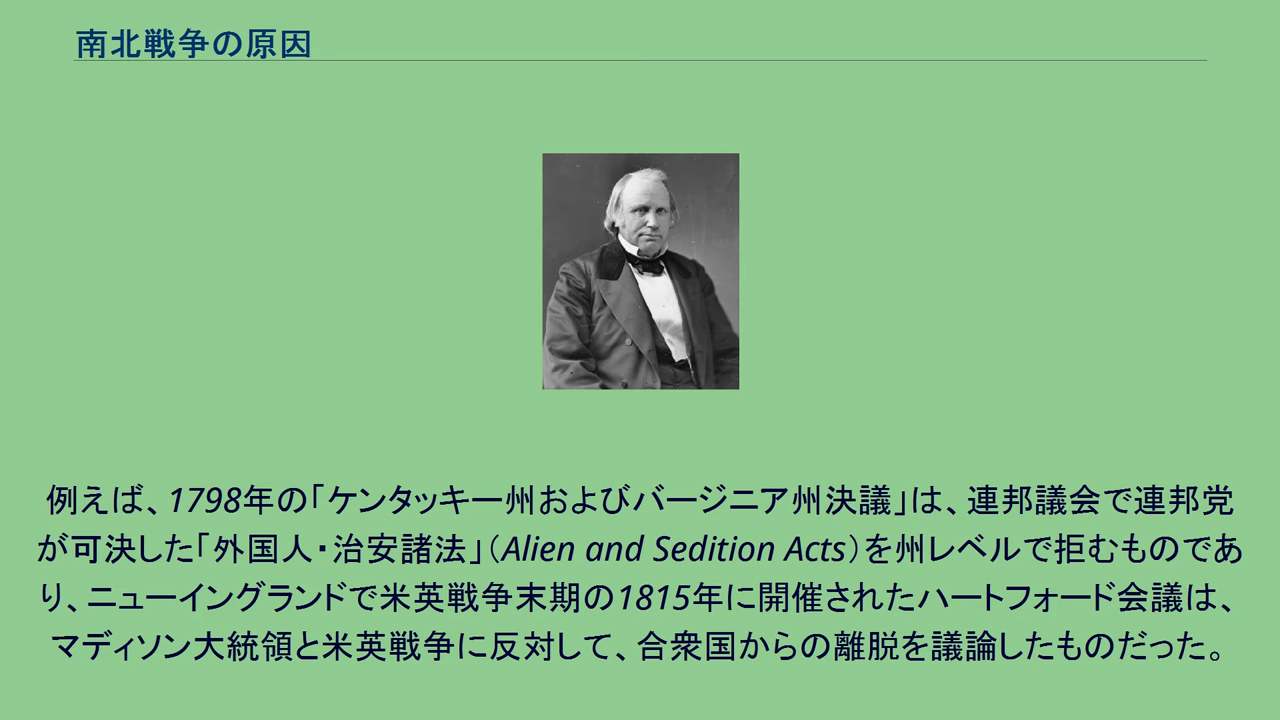 南北戦争の原因
例えば、1798年の「ケンタッキー州およびバージニア州決議」は、連邦議会で連邦党
が可決した「外国人・治安諸法」（Alien and Sedition Acts）を州レベルで拒むものであ
り、ニューイングランドで米英戦争末期の1815年に開催されたハートフォード会議は、
マディソン大統領と米英戦争に反対して、合衆国からの離脱を議論したものだった。